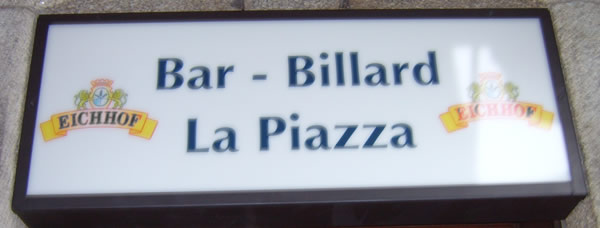 Bar - Billard
EICHHOF
EICHHOF
La Piazza